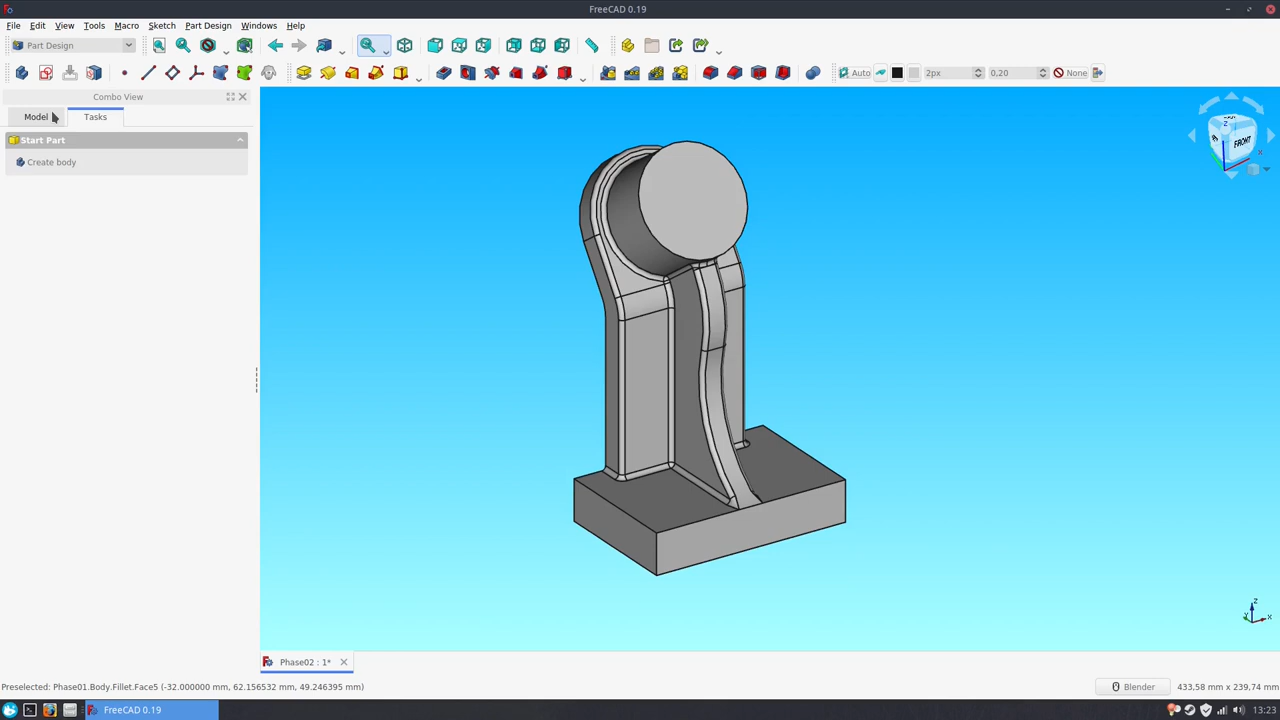 FreeCAD 0.19
File Edit View Tools Macro Sketch Part Design Windows Help
Part Design
Auto 2px 0,20 None
Combo View
Model Tasks
Start Part
Create body
FRONT
Z
X
Z
X
Phase02 : 1*
Preselected: Phase01.Body.Fillet.Face5 (-32.000000 mm, 62.156532 mm, 49.246395 mm)
Blender 433,58 mm x 239,74 mm
FreeCAD 0.19 13:23